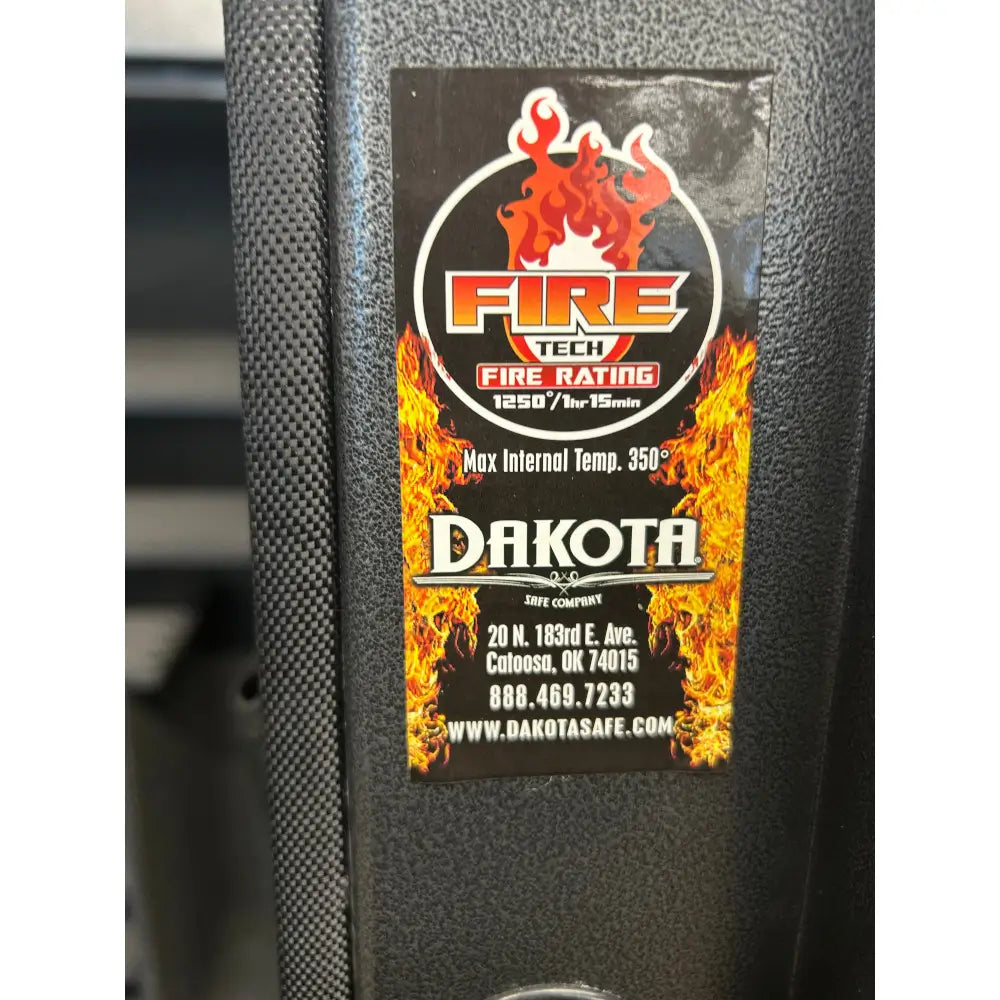 FIRE
TECH
FIRE RATING
1250°/1hr15min
Max Internal Temp. 350°
DAKOTA®
SAFE COMPANY
20 N. 183rd E. Ave.
Catoosa, OK 74015
888.469.7233
WWW.DAKOTASAFE.COM